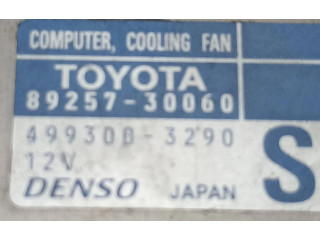 COMPUTER, COOLING FAN
TOYOTA
89257-30060
499300-3290
12V
DENSO JAPAN
S